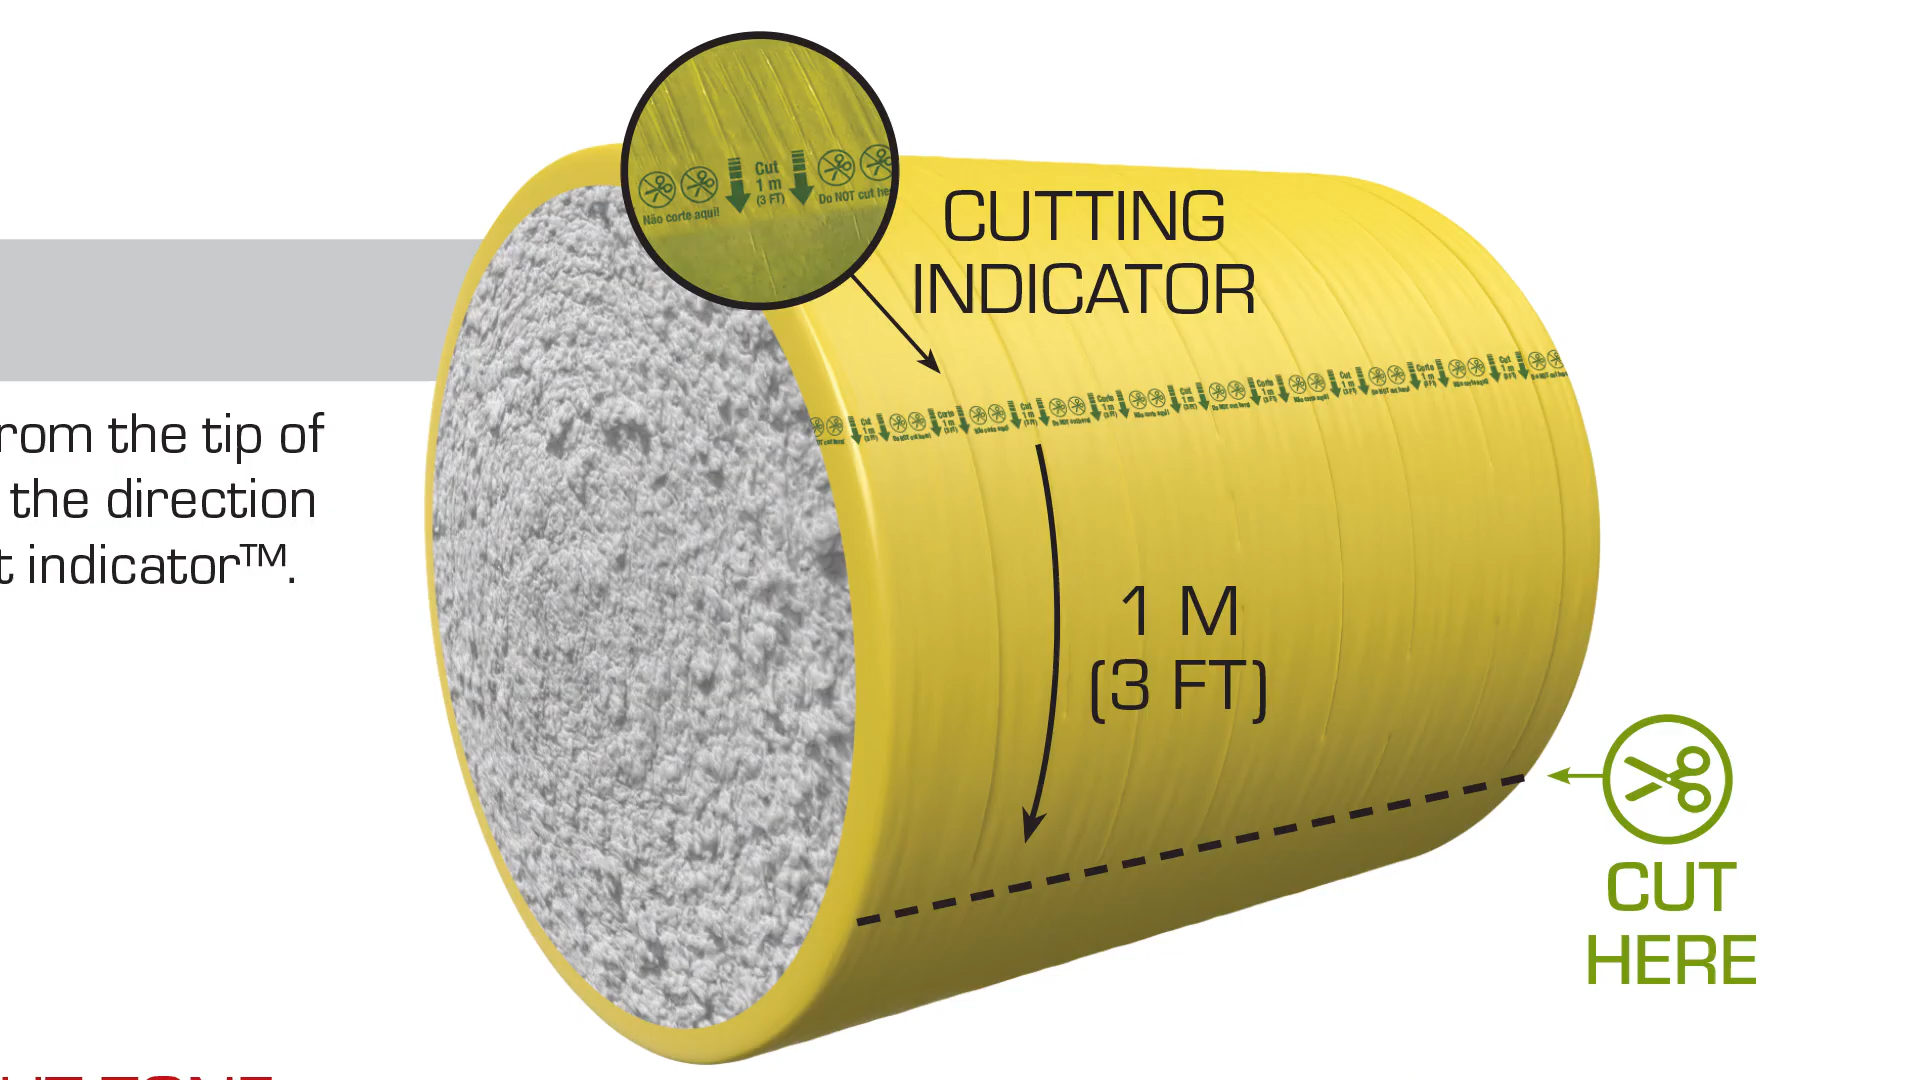 Cut
1 m
(3 FT)
Não corte aqui!
Do NOT cut he
CUTTING
INDICATOR
rom the tip of
the direction
t indicator™.
1 M
(3 FT)
CUT
HERE